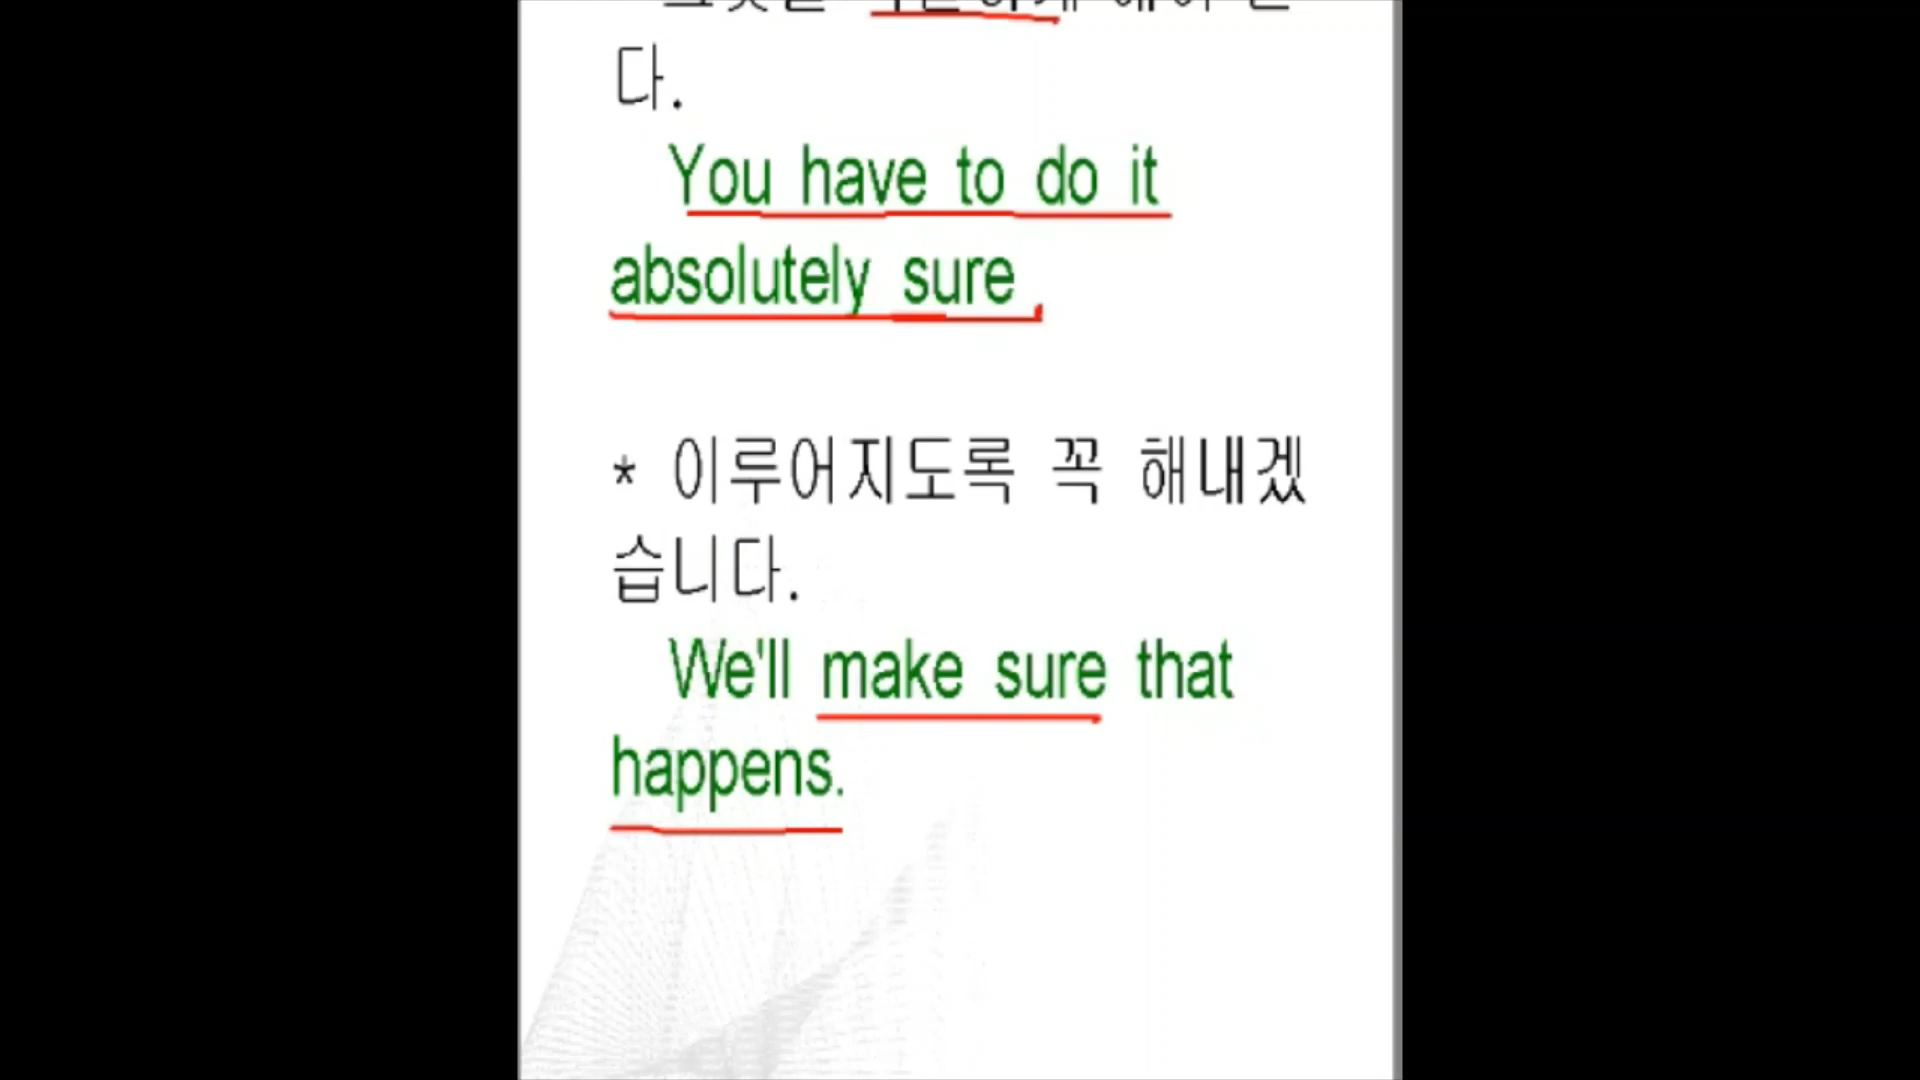 다.
You have to do it
absolutely sure
* 이루어지도록 꼭 해내겠
습니다.
We'll make sure that
happens.